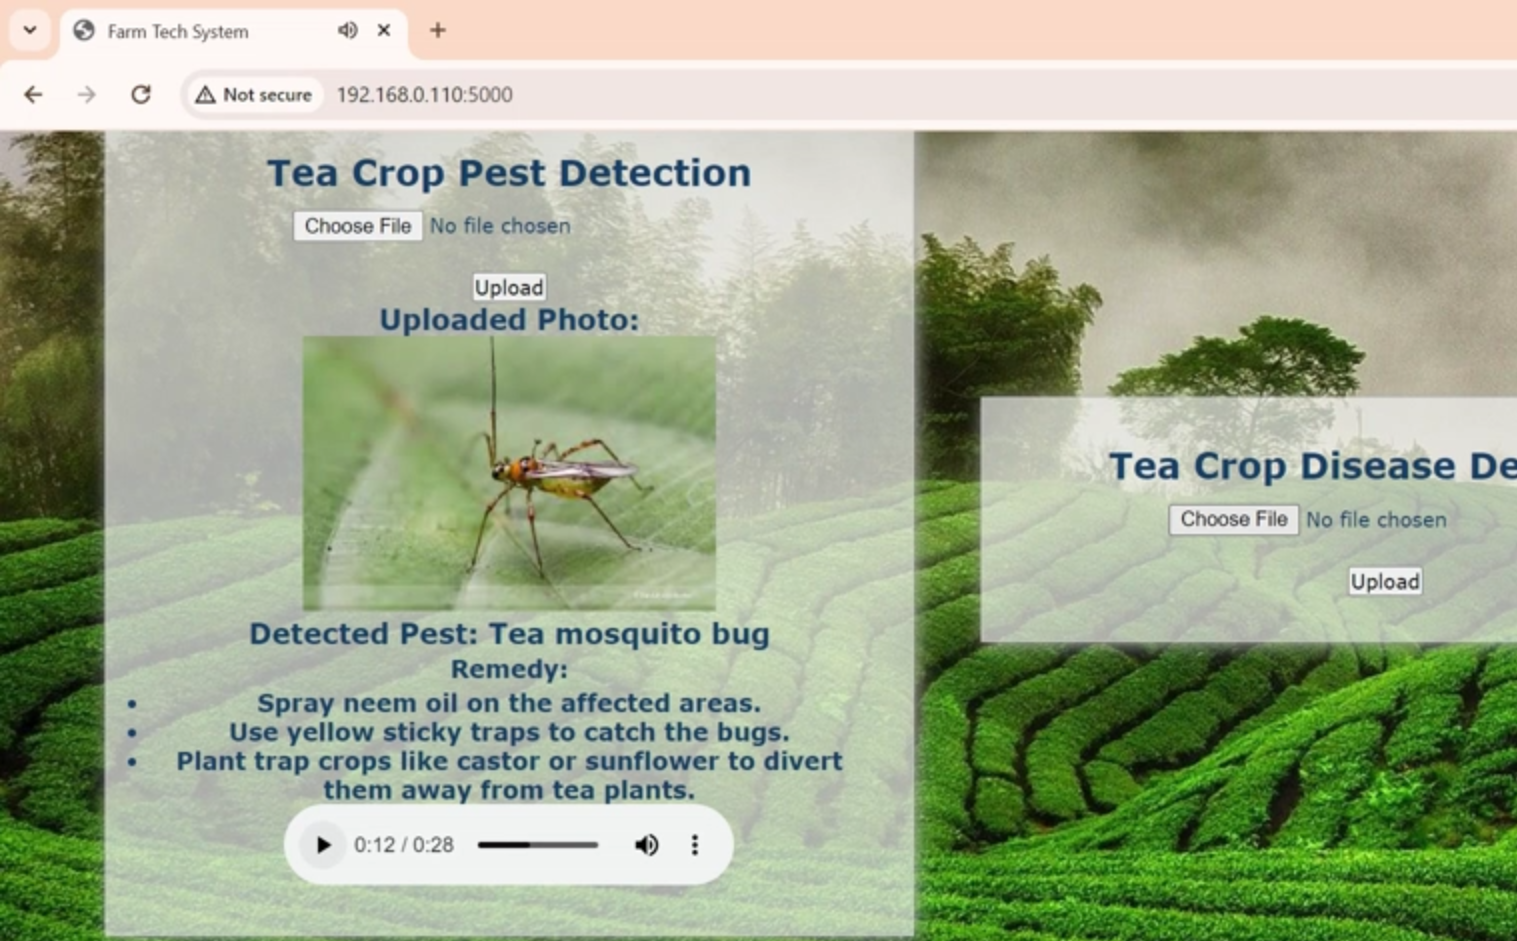 Farm Tech System
Not secure
192.168.0.110:5000
Tea Crop Pest Detection
Choose File No file chosen
Upload
Uploaded Photo:
Detected Pest: Tea mosquito bug
Remedy:
• Spray neem oil on the affected areas.
• Use yellow sticky traps to catch the bugs.
• Plant trap crops like castor or sunflower to divert
them away from tea plants.
0:12 / 0:28
Tea Crop Disease De
Choose File No file chosen
Upload